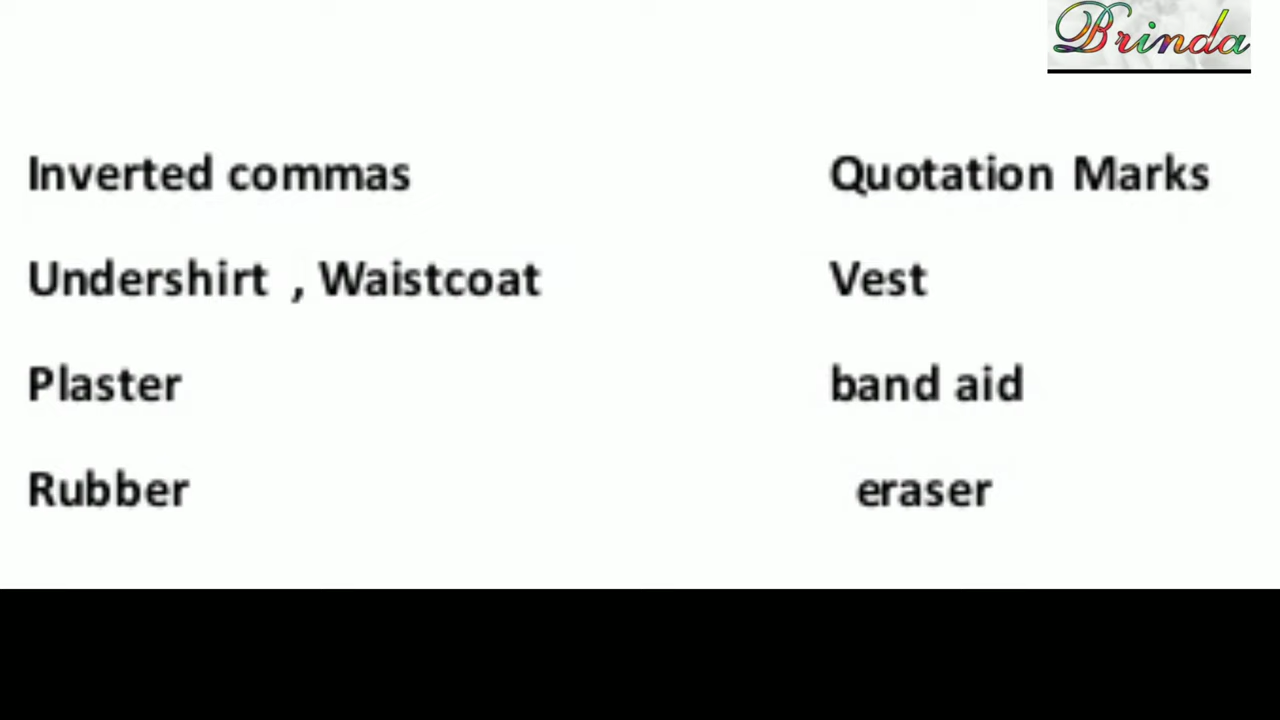 Brinda
Inverted commas Quotation Marks
Undershirt , Waistcoat Vest
Plaster band aid
Rubber eraser